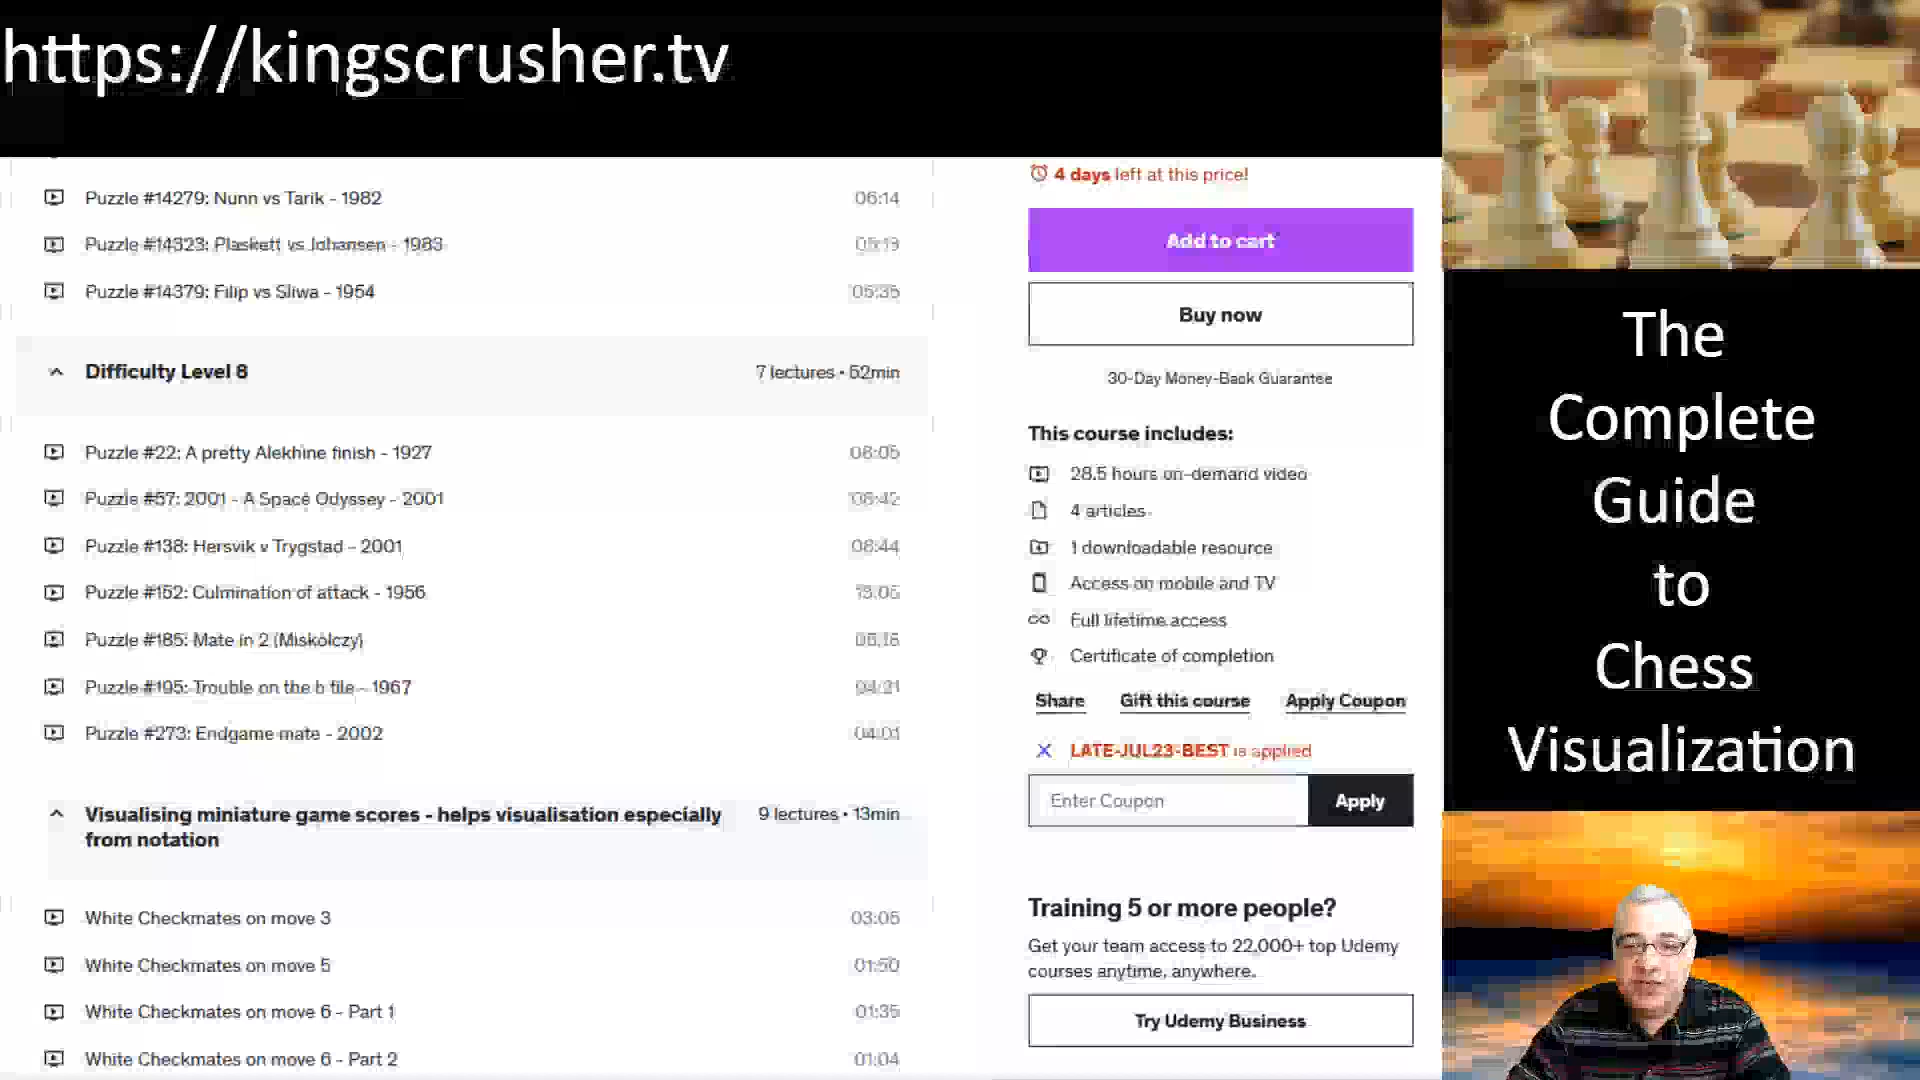 https://kingscrusher.tv
Puzzle #14279: Nunn vs Tarik - 1982 06:14
Puzzle #14323: Plaskett vs Johansen - 1983 05:19
Puzzle #14379: Filip vs Sliwa - 1954 05:35
Difficulty Level 8 7 lectures • 52min
Puzzle #22: A pretty Alekhine finish - 1927 08:05
Puzzle #57: 2001 - A Space Odyssey - 2001 08:42
Puzzle #138: Hersvik v Trygstad - 2001 08:44
Puzzle #152: Culmination of attack - 1956 13:06
Puzzle #185: Mate in 2 (Miskolczy)
Puzzle #195: Trouble on the b file - 1967 04:21
Puzzle #273: Endgame mate - 2002 04:01
Visualising miniature game scores - helps visualisation especially 9 lectures • 13min
from notation
White Checkmates on move 3 03:05
White Checkmates on move 5 01:50
White Checkmates on move 6 - Part 1 01:35
White Checkmates on move 6 - Part 2 01:04
4 days left at this price!
Add to cart
Buy now
30-Day Money-Back Guarantee
This course includes:
28.5 hours on-demand video
4 articles
1 downloadable resource
Access on mobile and TV
Full lifetime access
Certificate of completion
Share Gift this course Apply Coupon
LATE-JUL23-BEST is applied
Enter Coupon Apply
Training 5 or more people?
Get your team access to 22,000+ top Udemy
courses anytime, anywhere.
Try Udemy Business
The
Complete
Guide
to
Chess
Visualization